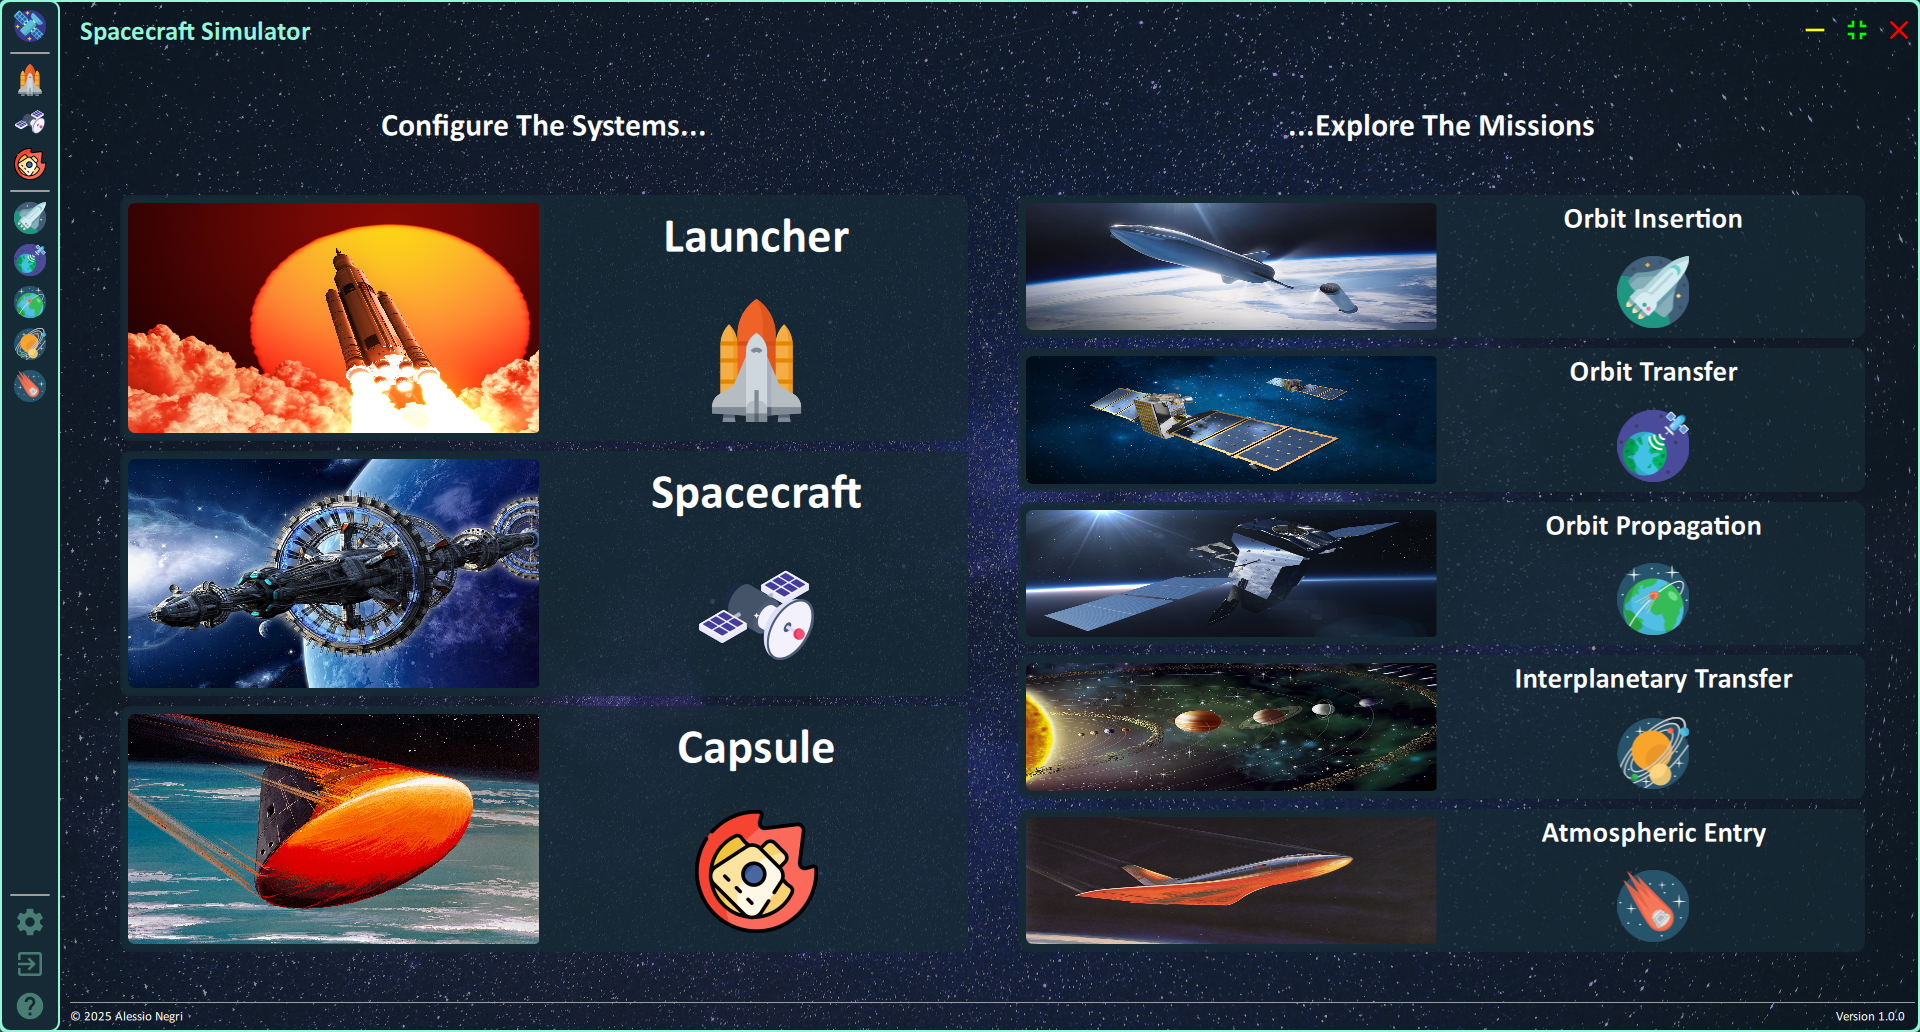 Spacecraft Simulator
Configure The Systems...
Launcher
Spacecraft
Capsule
...Explore The Missions
Orbit Insertion
Orbit Transfer
Orbit Propagation
Interplanetary Transfer
Atmospheric Entry
© 2025 Alessio Negri
Version 1.0.0